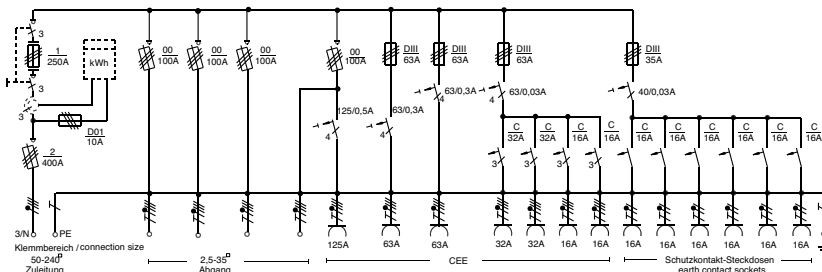 3
1
250A
kWh
3
3
D01
10A
2
400A
00
100A
00
100A
00
100A
00
100A
DIII
63A
DIII
63A
DIII
63A
DIII
35A
125/0,5A
4
63/0,3A
4
63/0,3A
4
63/0,03A
4
40/0,03A
C
32A
C
32A
C
16A
C
16A
3
3
3
3
C
16A
C
16A
C
16A
C
16A
C
16A
C
16A
3/N
PE
125A
63A
63A
32A
32A
16A
16A
16A
16A
16A
16A
16A
16A
Klemmbereich / connection size
50-240
Zuleitung
2,5-35
Abgang
CEE
Schutzkontakt-Steckdosen
earth contact sockets